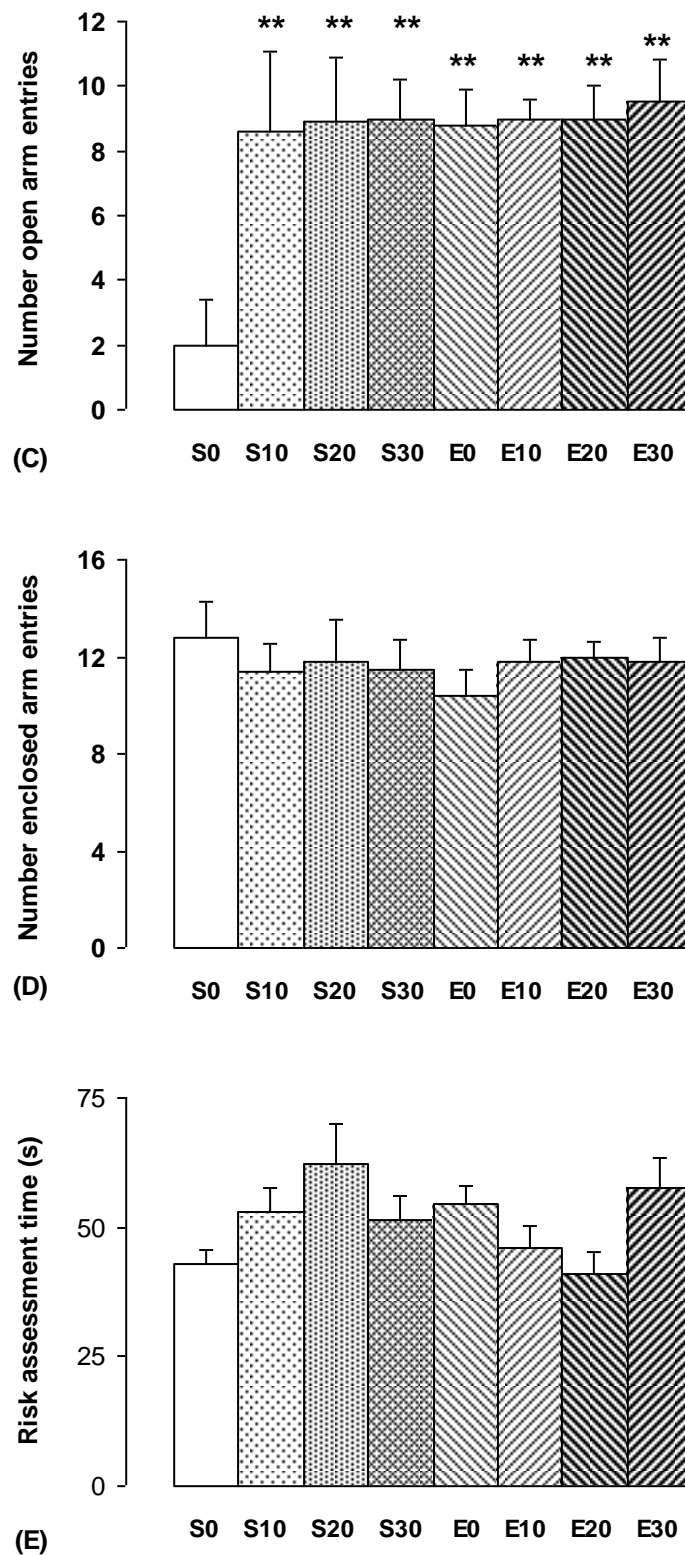 Number open arm entries
12
10
8
6
4
2
0
** ** ** ** ** ** **
(C)
S0 S10 S20 S30 E0 E10 E20 E30
Number enclosed arm entries
16
12
8
4
0
(D)
S0 S10 S20 S30 E0 E10 E20 E30
Risk assessment time (s)
75
50
25
0
(E)
S0 S10 S20 S30 E0 E10 E20 E30